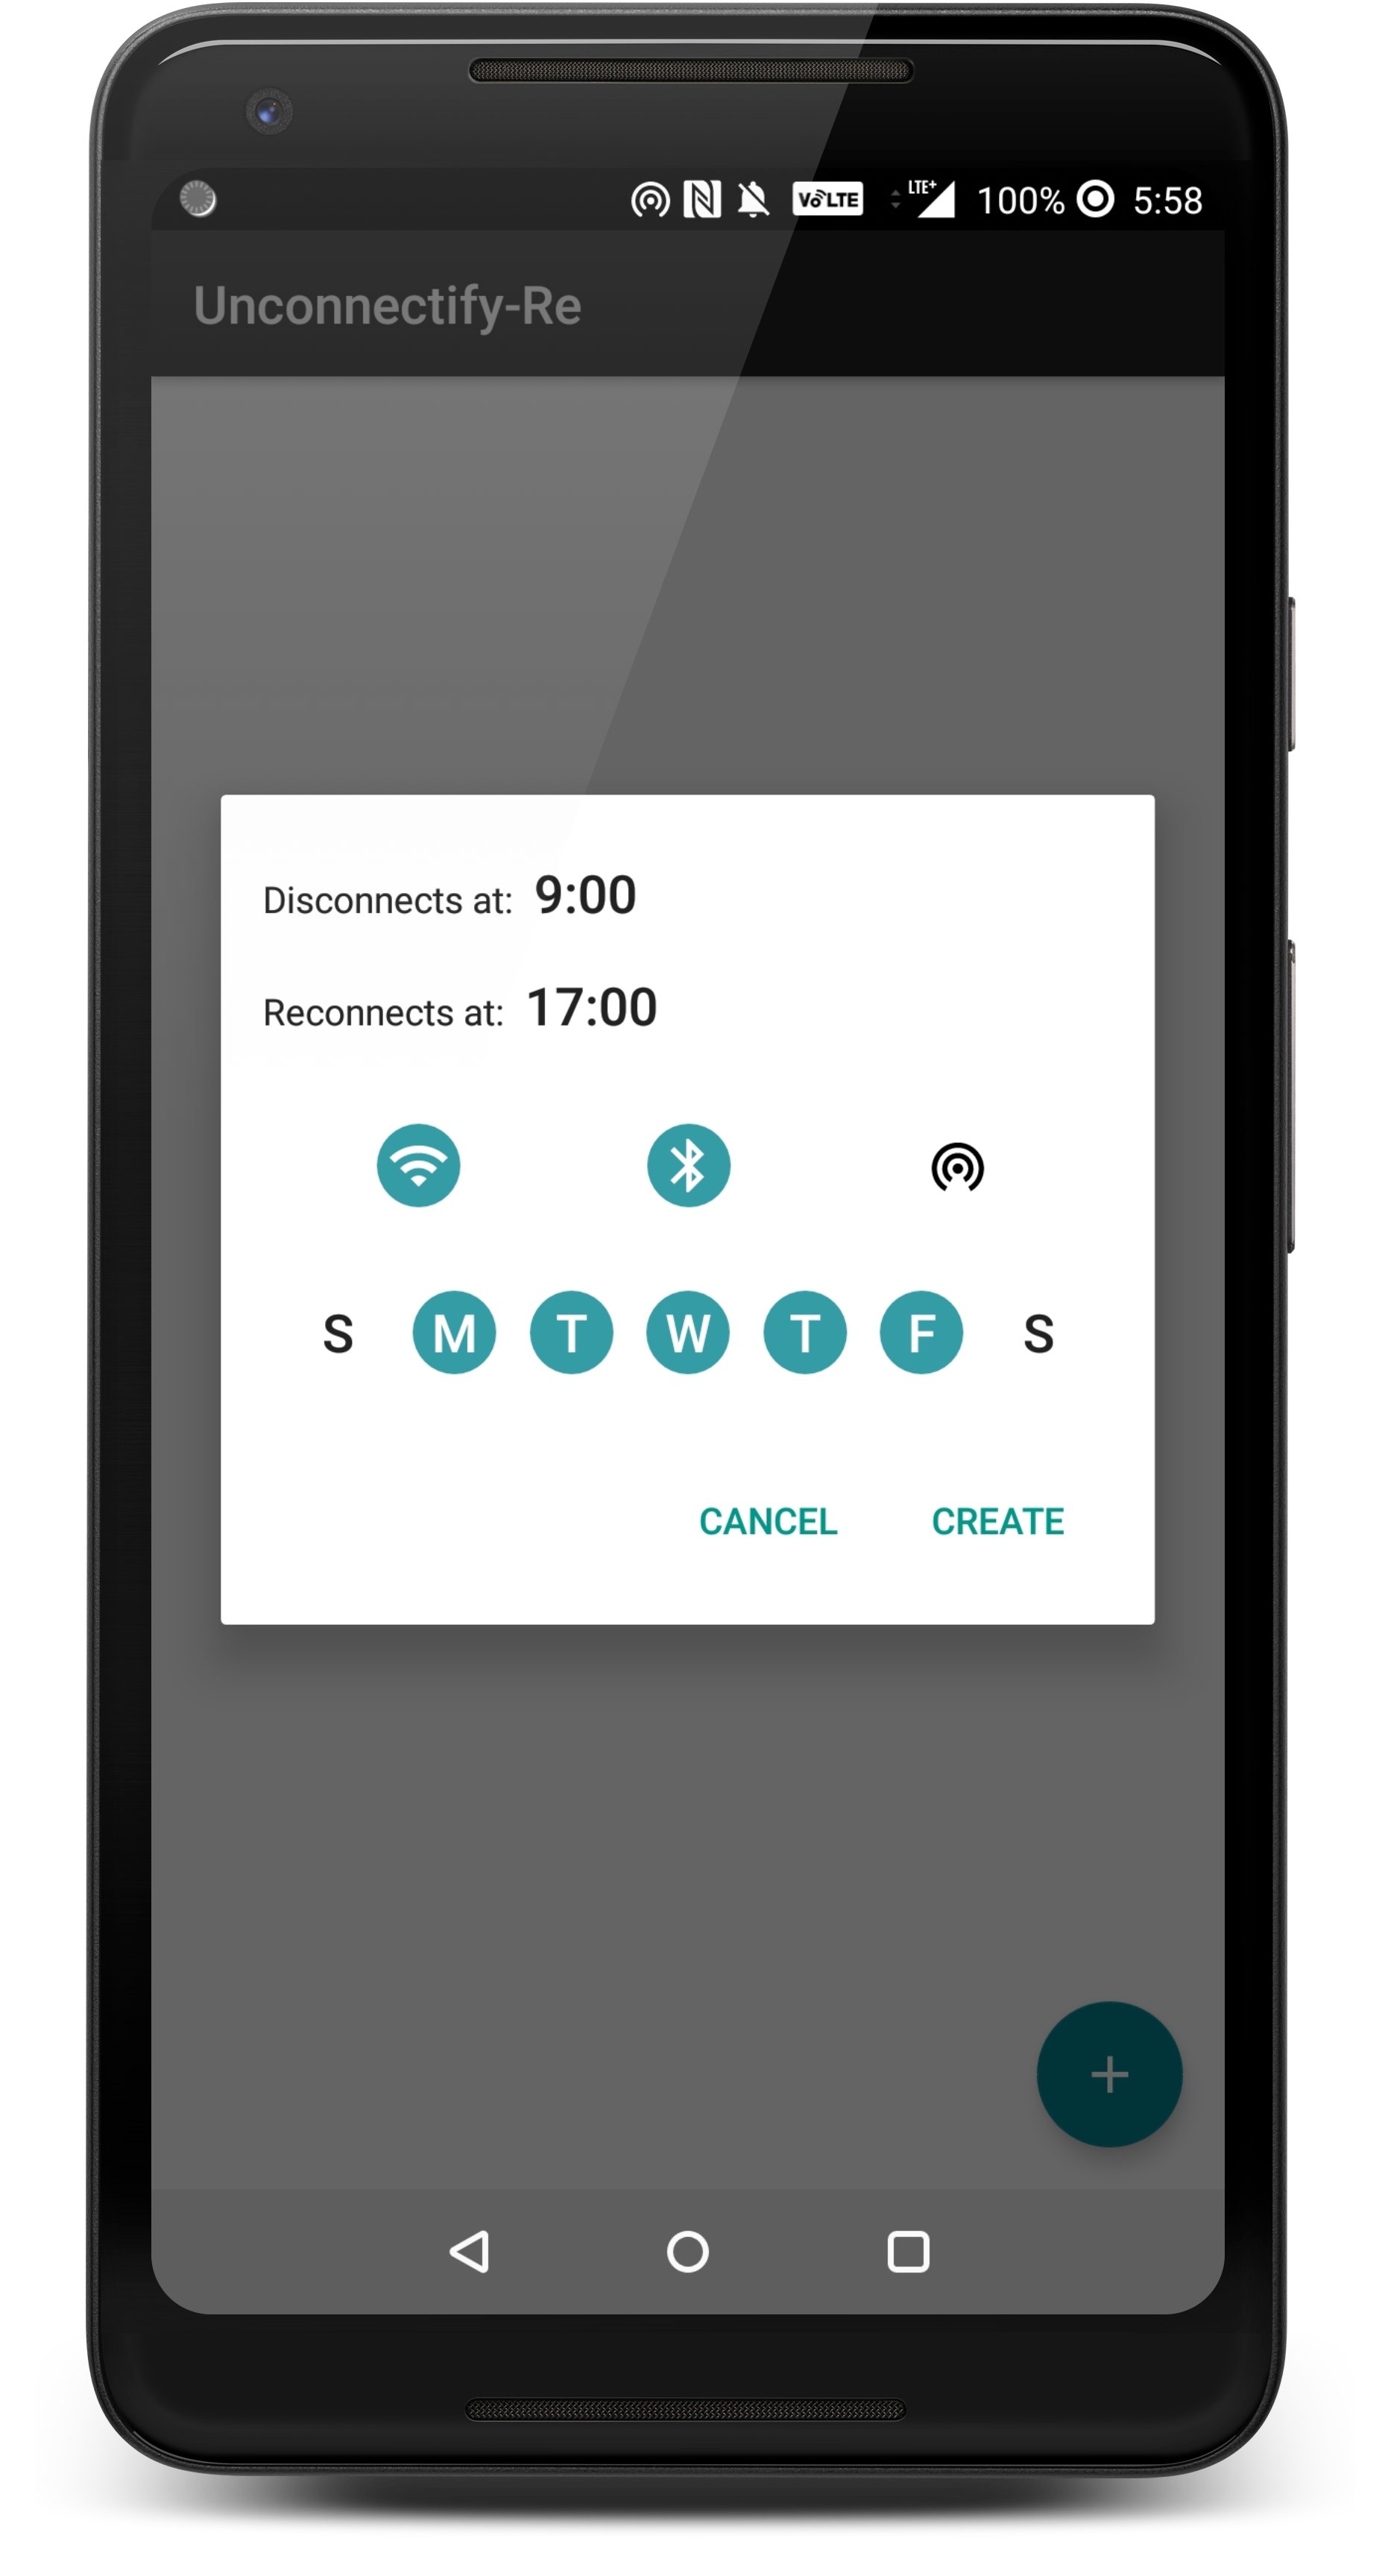 VoLTE LTE+ 100% 5:58
Unconnectify-Re
Disconnects at: 9:00
Reconnects at: 17:00
S M T W T F S
CANCEL CREATE